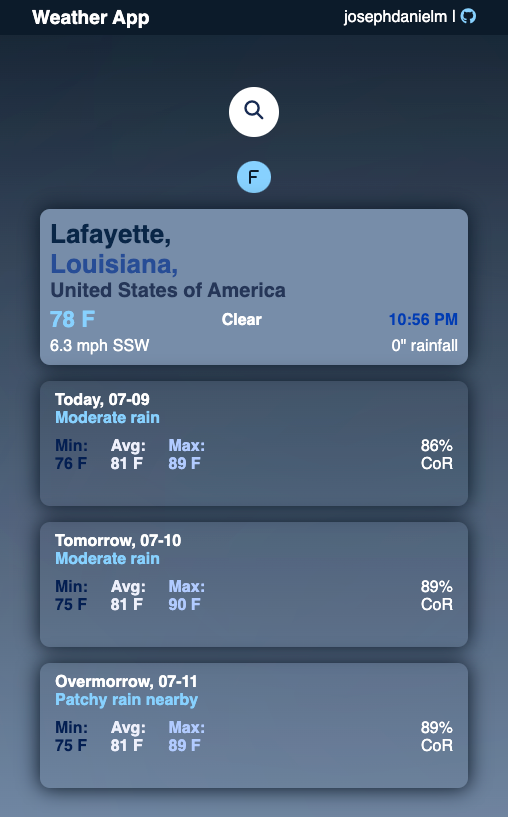 Weather App
josephdanielm |
F
Lafayette,
Louisiana,
United States of America
78 F Clear 10:56 PM
6.3 mph SSW 0" rainfall
Today, 07-09
Moderate rain
Min: Avg: Max: 86%
76 F 81 F 89 F CoR
Tomorrow, 07-10
Moderate rain
Min: Avg: Max: 89%
75 F 81 F 90 F CoR
Overmorrow, 07-11
Patchy rain nearby
Min: Avg: Max: 89%
75 F 81 F 89 F CoR